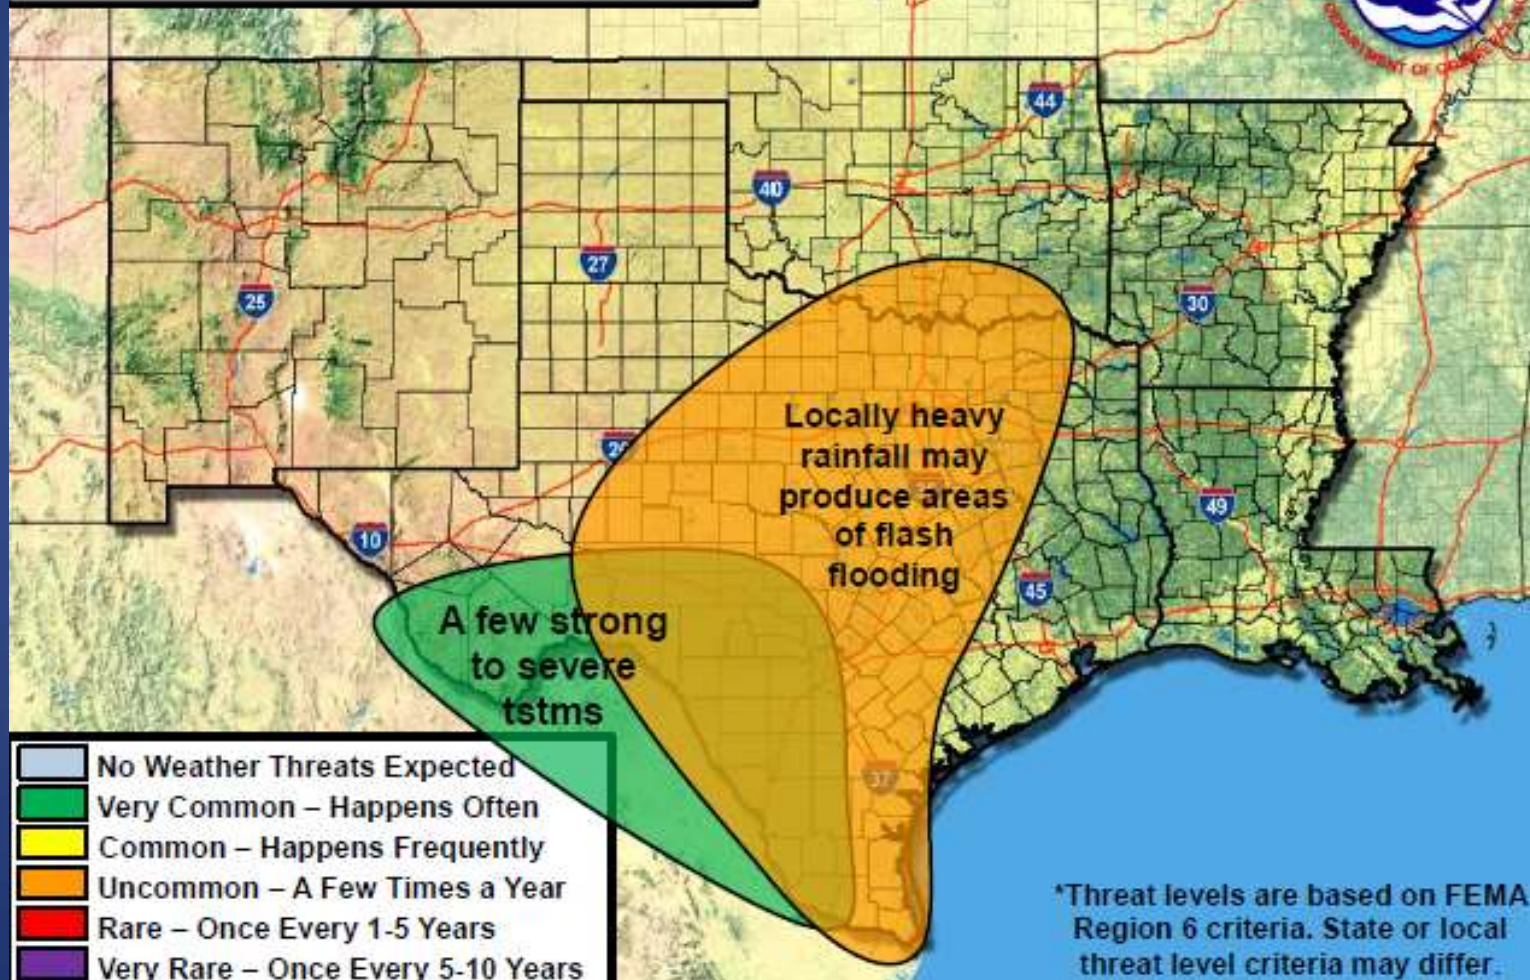 DEPARTMENT OF
44
40
27
25
30
Locally heavy
rainfall may
produce areas
of flash
flooding
49
10
45
A few strong
to severe
tstms
37
No Weather Threats Expected
Very Common – Happens Often
Common – Happens Frequently
Uncommon – A Few Times a Year
Rare – Once Every 1-5 Years
Very Rare – Once Every 5-10 Years
*Threat levels are based on FEMA
Region 6 criteria. State or local
threat level criteria may differ.